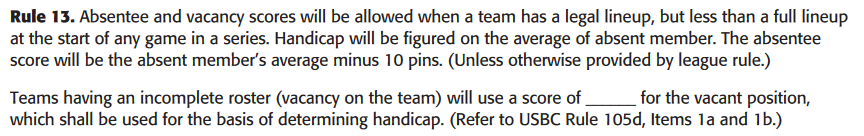 Rule 13. Absentee and vacancy scores will be allowed when a team has a legal lineup, but less than a full lineup
at the start of any game in a series. Handicap will be figured on the average of absent member. The absentee
score will be the absent member's average minus 10 pins. (Unless otherwise provided by league rule.)
Teams having an incomplete roster (vacancy on the team) will use a score of ______ for the vacant position,
which shall be used for the basis of determining handicap. (Refer to USBC Rule 105d, Items 1a and 1b.)